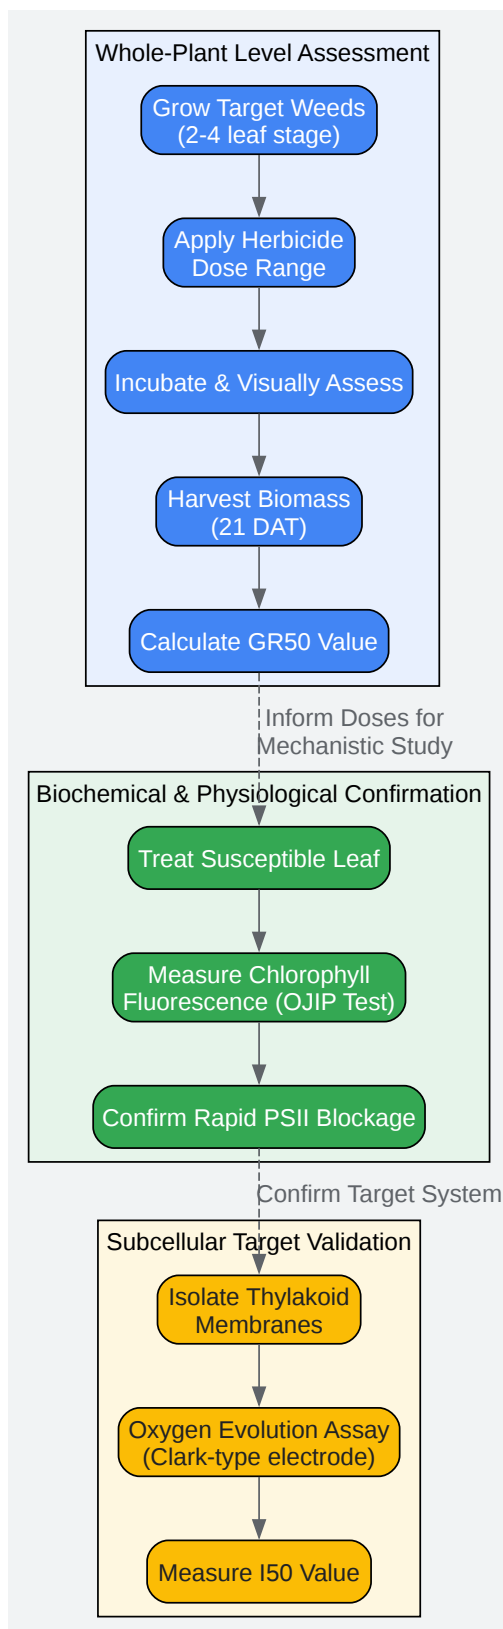 Whole-Plant Level Assessment
Grow Target Weeds
(2-4 leaf stage)
Apply Herbicide
Dose Range
Incubate & Visually Assess
Harvest Biomass
(21 DAT)
Calculate GR50 Value
Inform Doses for
Mechanistic Study
Biochemical & Physiological Confirmation
Treat Susceptible Leaf
Measure Chlorophyll
Fluorescence (OJIP Test)
Confirm Rapid PSII Blockage
Confirm Target System
Subcellular Target Validation
Isolate Thylakoid
Membranes
Oxygen Evolution Assay
(Clark-type electrode)
Measure I50 Value